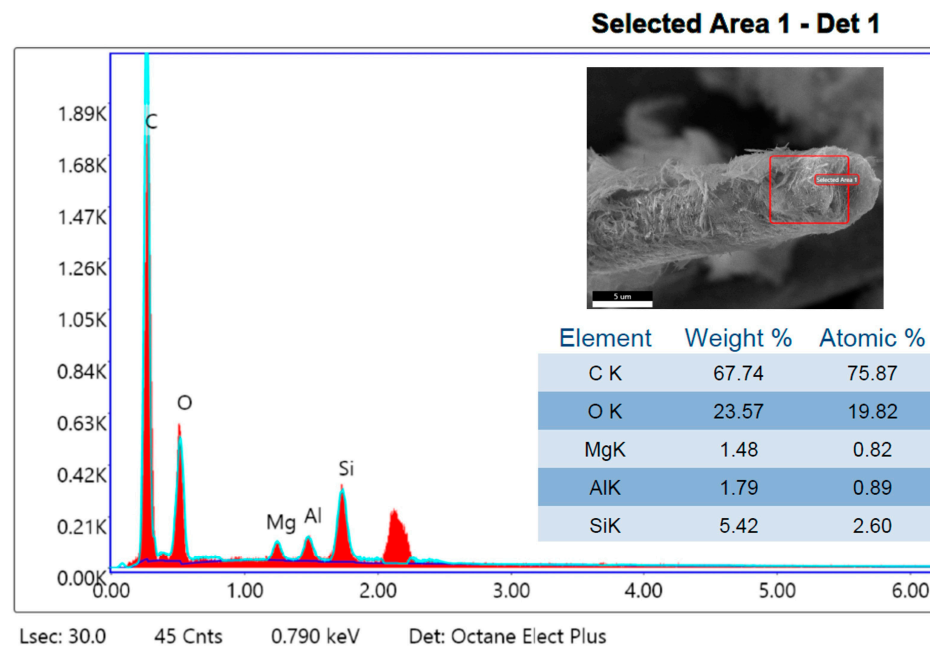 Selected Area 1 - Det 1
1.89K
1.68K
1.47K
1.26K
1.05K
0.84K
0.63K
0.42K
0.21K
0.00K
C
O
Mg
Al
Si
0.00
1.00
2.00
3.00
4.00
5.00
6.00
Selected Area 1
5 um
Element Weight % Atomic %
C K 67.74 75.87
O K 23.57 19.82
MgK 1.48 0.82
AlK 1.79 0.89
SiK 5.42 2.60
Lsec: 30.0 45 Cnts 0.790 keV Det: Octane Elect Plus